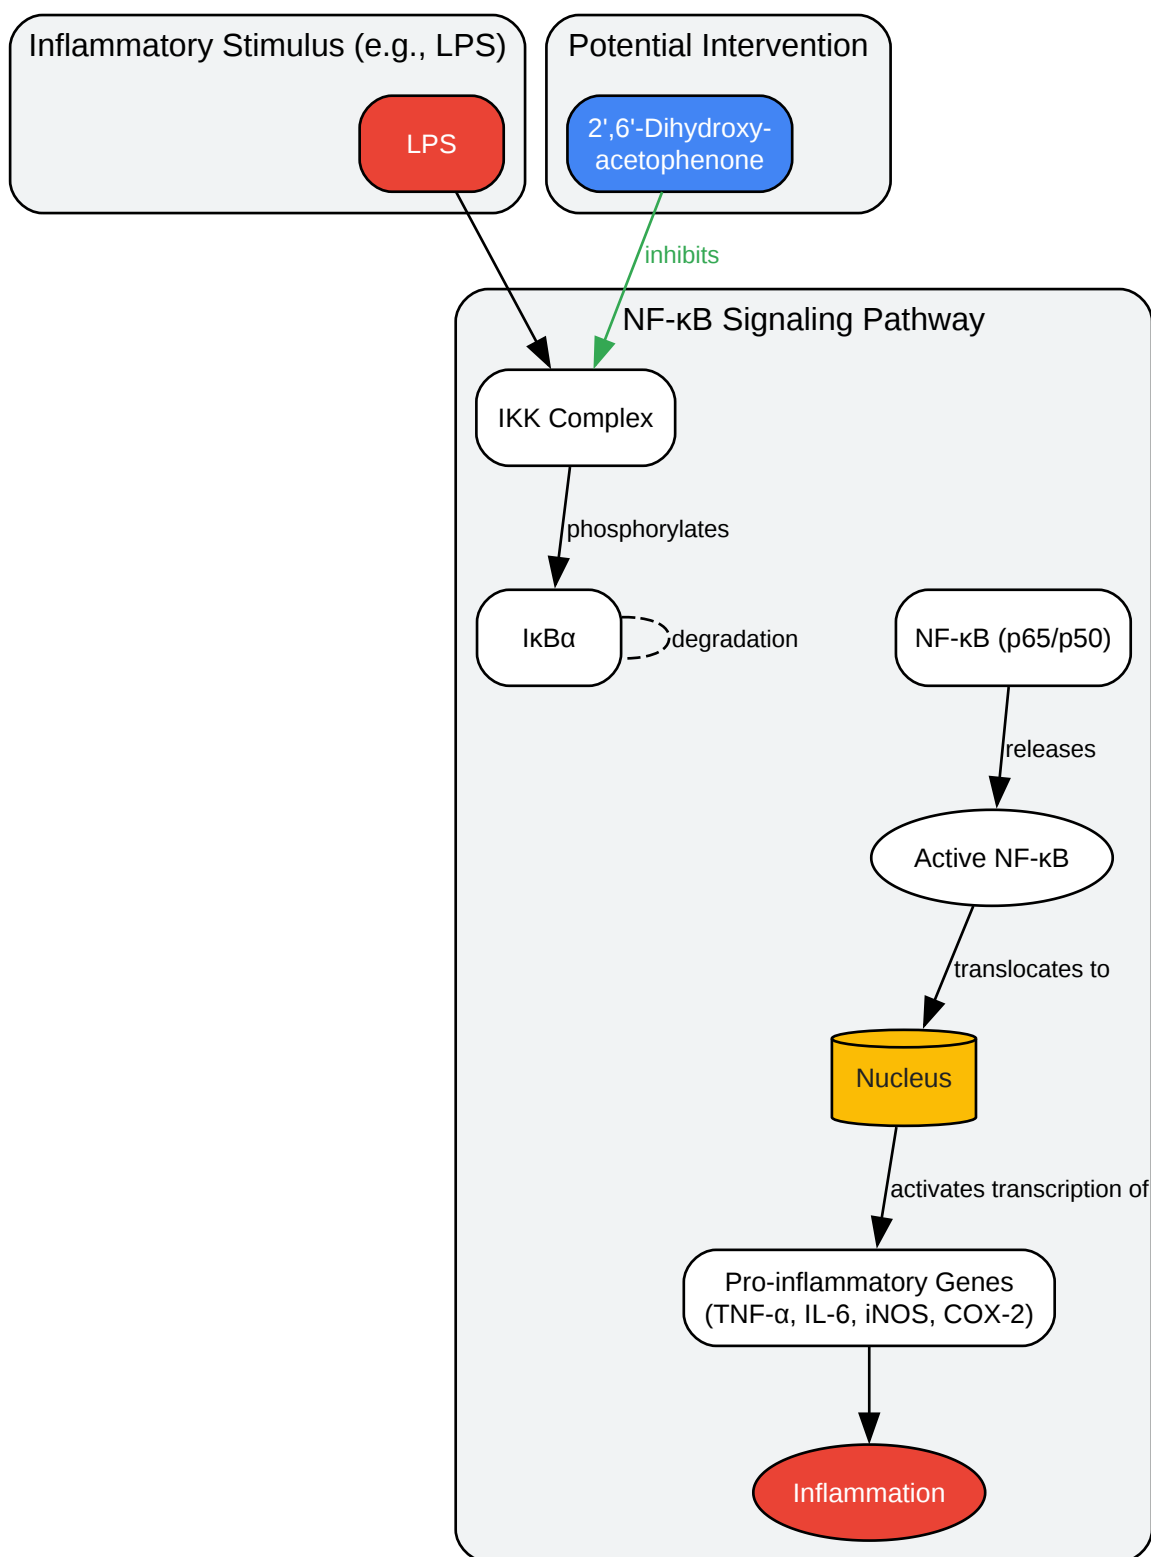 Inflammatory Stimulus (e.g., LPS)
LPS
Potential Intervention
2',6'-Dihydroxy-
acetophenone
inhibits
NF-κB Signaling Pathway
IKK Complex
phosphorylates
IκBα
degradation
NF-κB (p65/p50)
releases
Active NF-κB
translocates to
Nucleus
activates transcription of
Pro-inflammatory Genes
(TNF-α, IL-6, iNOS, COX-2)
Inflammation